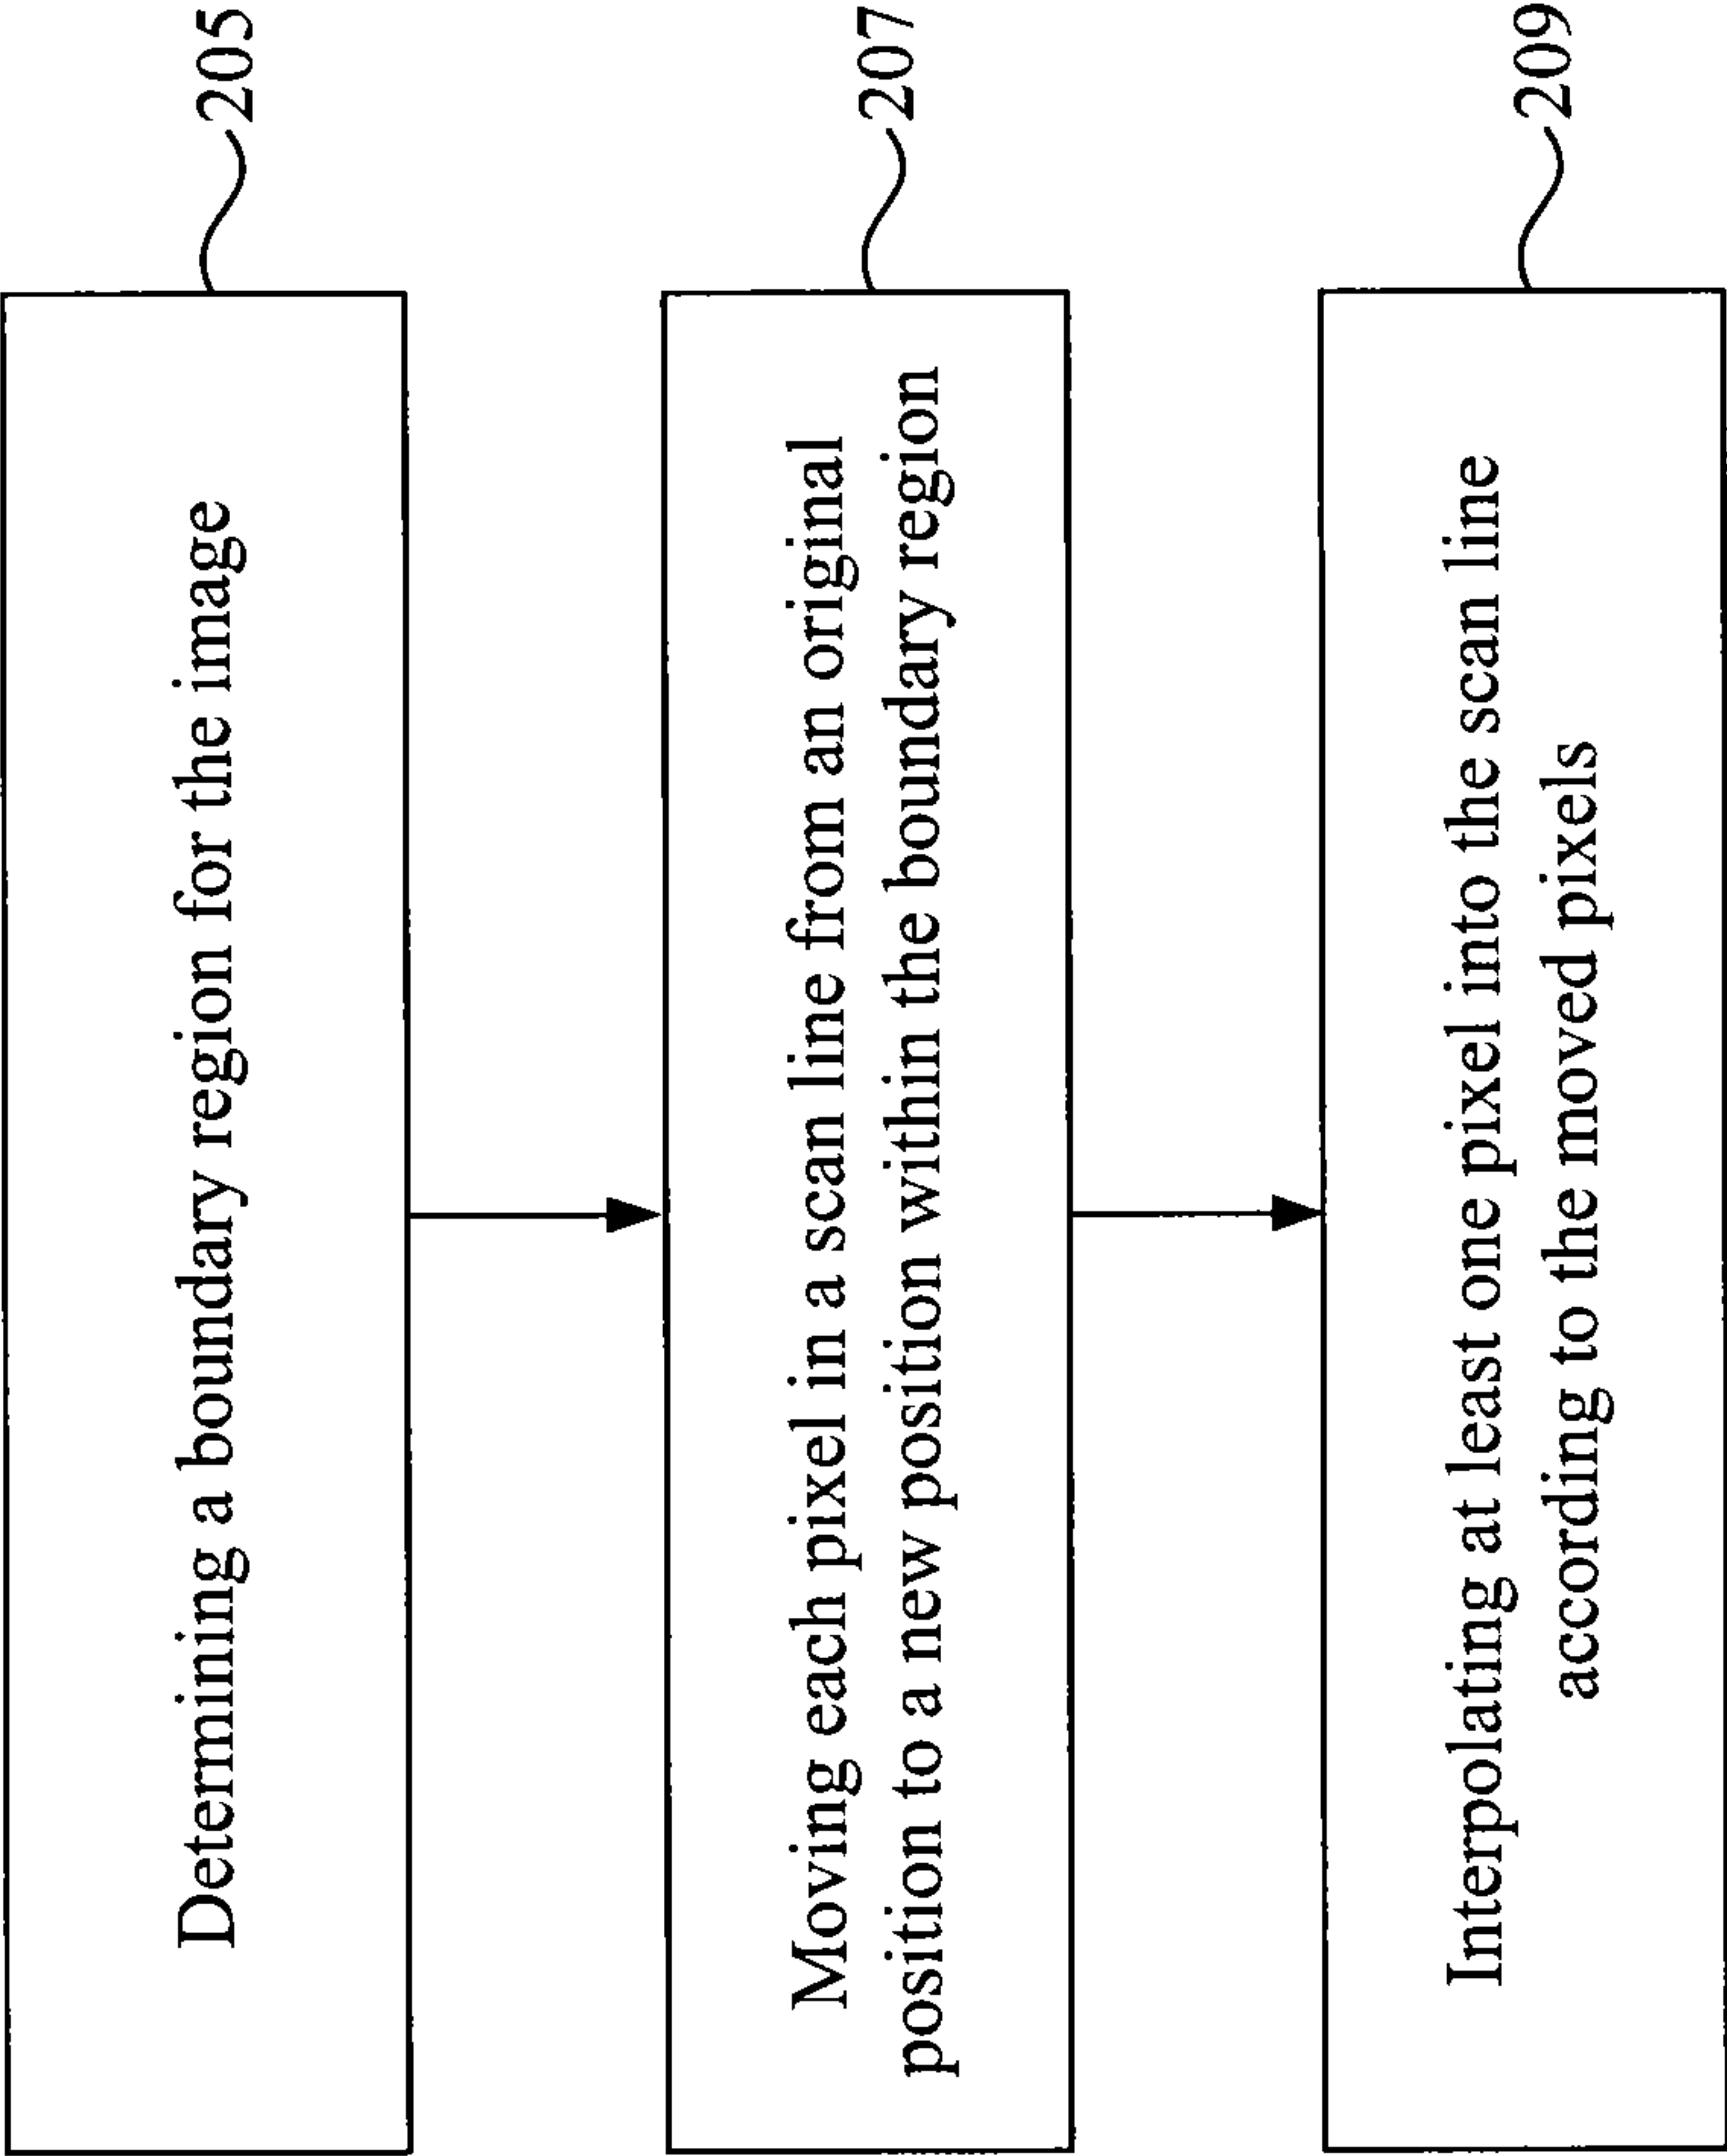 Determining a boundary region for the image
205
Moving each pixel in a scan line from an original
position to a new position within the boundary region
207
Interpolating at least one pixel into the scan line
according to the moved pixels
209